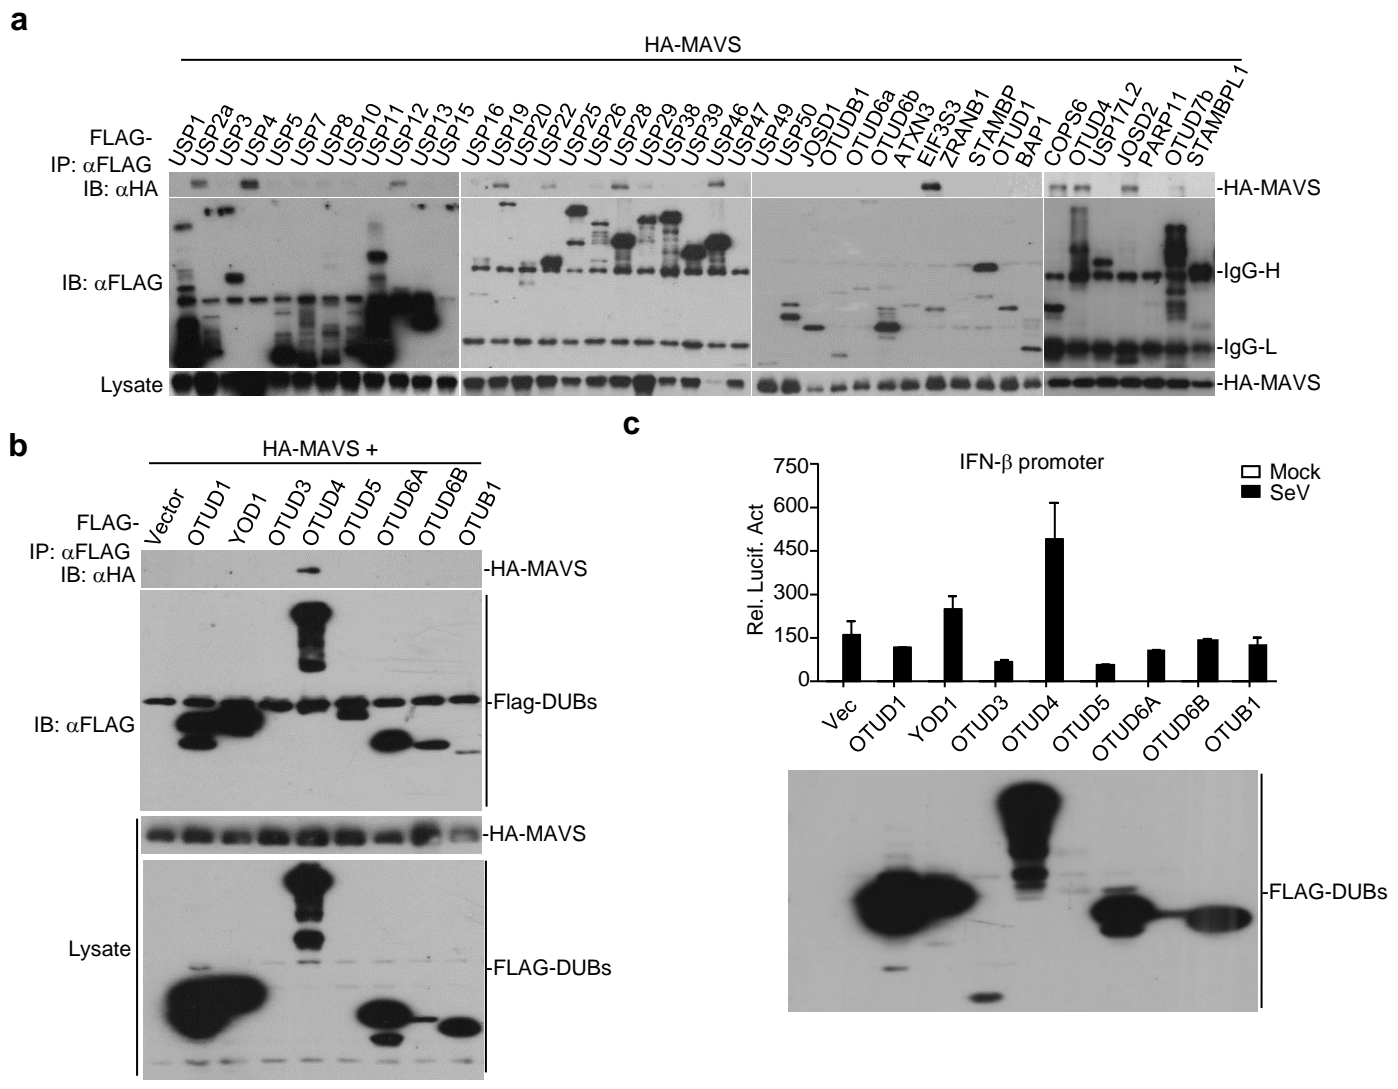 a
HA-MAVS
FLAG-
USP1
USP2a
USP3
USP4
USP5
USP7
USP8
USP10
USP11
USP12
USP13
USP15
USP16
USP19
USP20
USP22
USP25
USP26
USP28
USP29
USP38
USP39
USP46
USP47
USP49
USP50
JOSD1
OTUDB1
OTUD6a
OTUD6b
ATXN3
EIF3S3
ZRANB1
STAMBP
OTUD1
BAP1
COPS6
OTUD4
USP17L2
JOSD2
PARP11
OTUD7b
STAMBPL1
IP: αFLAG
IB: αHA
-HA-MAVS
IB: αFLAG
-IgG-H
-IgG-L
Lysate
-HA-MAVS
b
HA-MAVS +
FLAG-
Vector
OTUD1
YOD1
OTUD3
OTUD4
OTUD5
OTUD6A
OTUD6B
OTUB1
IP: αFLAG
IB: αHA
-HA-MAVS
IB: αFLAG
-Flag-DUBs
-HA-MAVS
Lysate
-FLAG-DUBs
c
IFN-β promoter
Mock
SeV
Rel. Lucif. Act
750
600
450
300
150
0
Vec
OTUD1
YOD1
OTUD3
OTUD4
OTUD5
OTUD6A
OTUD6B
OTUB1
-FLAG-DUBs